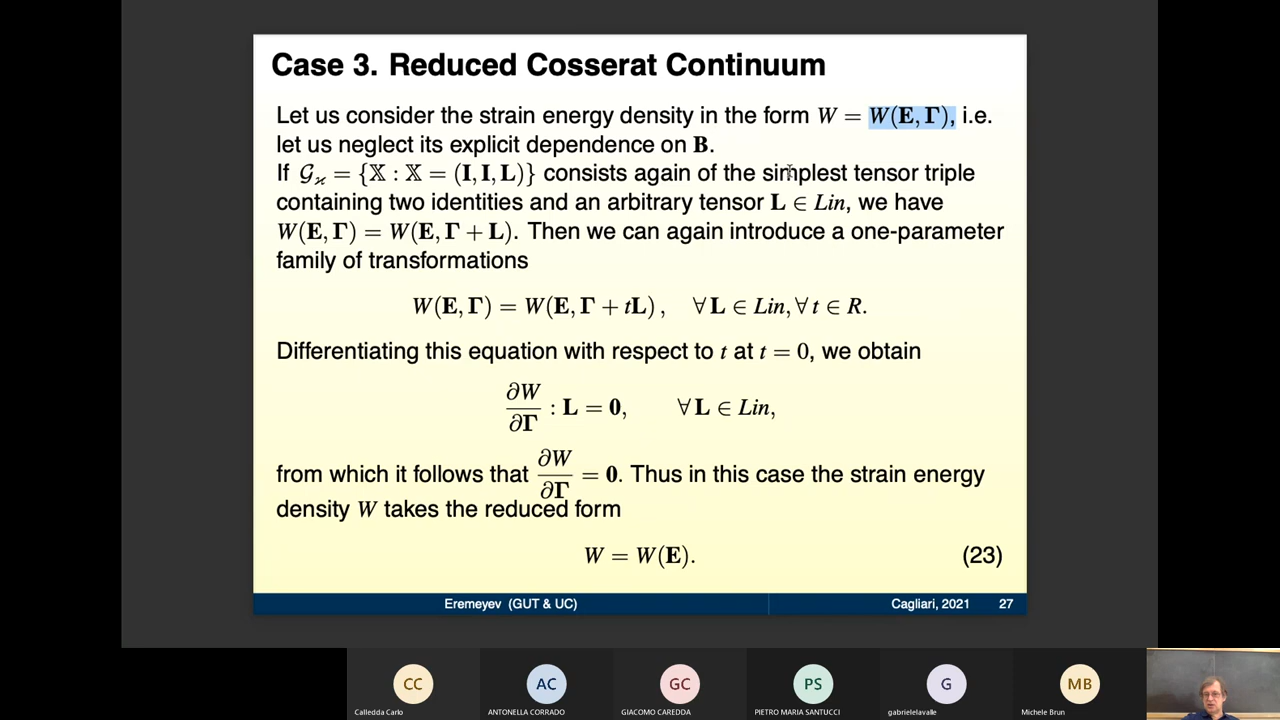 Case 3. Reduced Cosserat Continuum
Let us consider the strain energy density in the form W = W(E, Γ), i.e.
let us neglect its explicit dependence on B.
If 𝒢ϰ = {𝕏 : 𝕏 = (I, I, L)} consists again of the simplest tensor triple
containing two identities and an arbitrary tensor L ∈ Lin, we have
W(E, Γ) = W(E, Γ + L). Then we can again introduce a one-parameter
family of transformations
W(E, Γ) = W(E, Γ + tL), ∀ L ∈ Lin, ∀ t ∈ R.
Differentiating this equation with respect to t at t = 0, we obtain
∂W/∂Γ : L = 0, ∀ L ∈ Lin,
from which it follows that ∂W/∂Γ = 0. Thus in this case the strain energy
density W takes the reduced form
W = W(E). (23)
Eremeyev (GUT & UC) Cagliari, 2021 27
CC AC GC PS G MB
Calledda Carlo ANTONELLA CORRADO GIACOMO CAREDDA PIETRO MARIA SANTUCCI gabrielelavalle Michele Brun